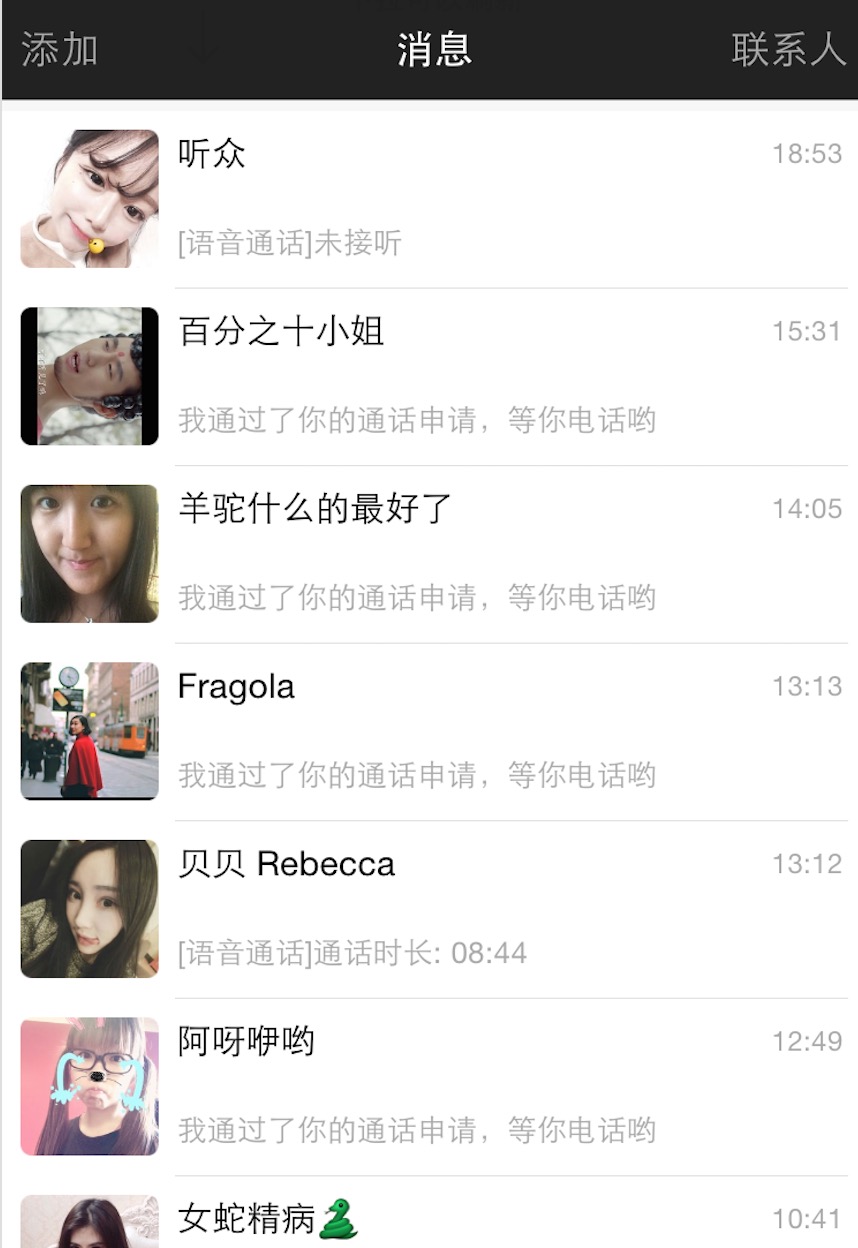 添加 消息 联系人
听众 18:53
[语音通话]未接听
百分之十小姐 15:31
我通过了你的通话申请，等你电话哟
羊驼什么的最好了 14:05
我通过了你的通话申请，等你电话哟
Fragola 13:13
我通过了你的通话申请，等你电话哟
贝贝 Rebecca 13:12
[语音通话]通话时长: 08:44
阿呀咿哟 12:49
我通过了你的通话申请，等你电话哟
女蛇精病🐍 10:41